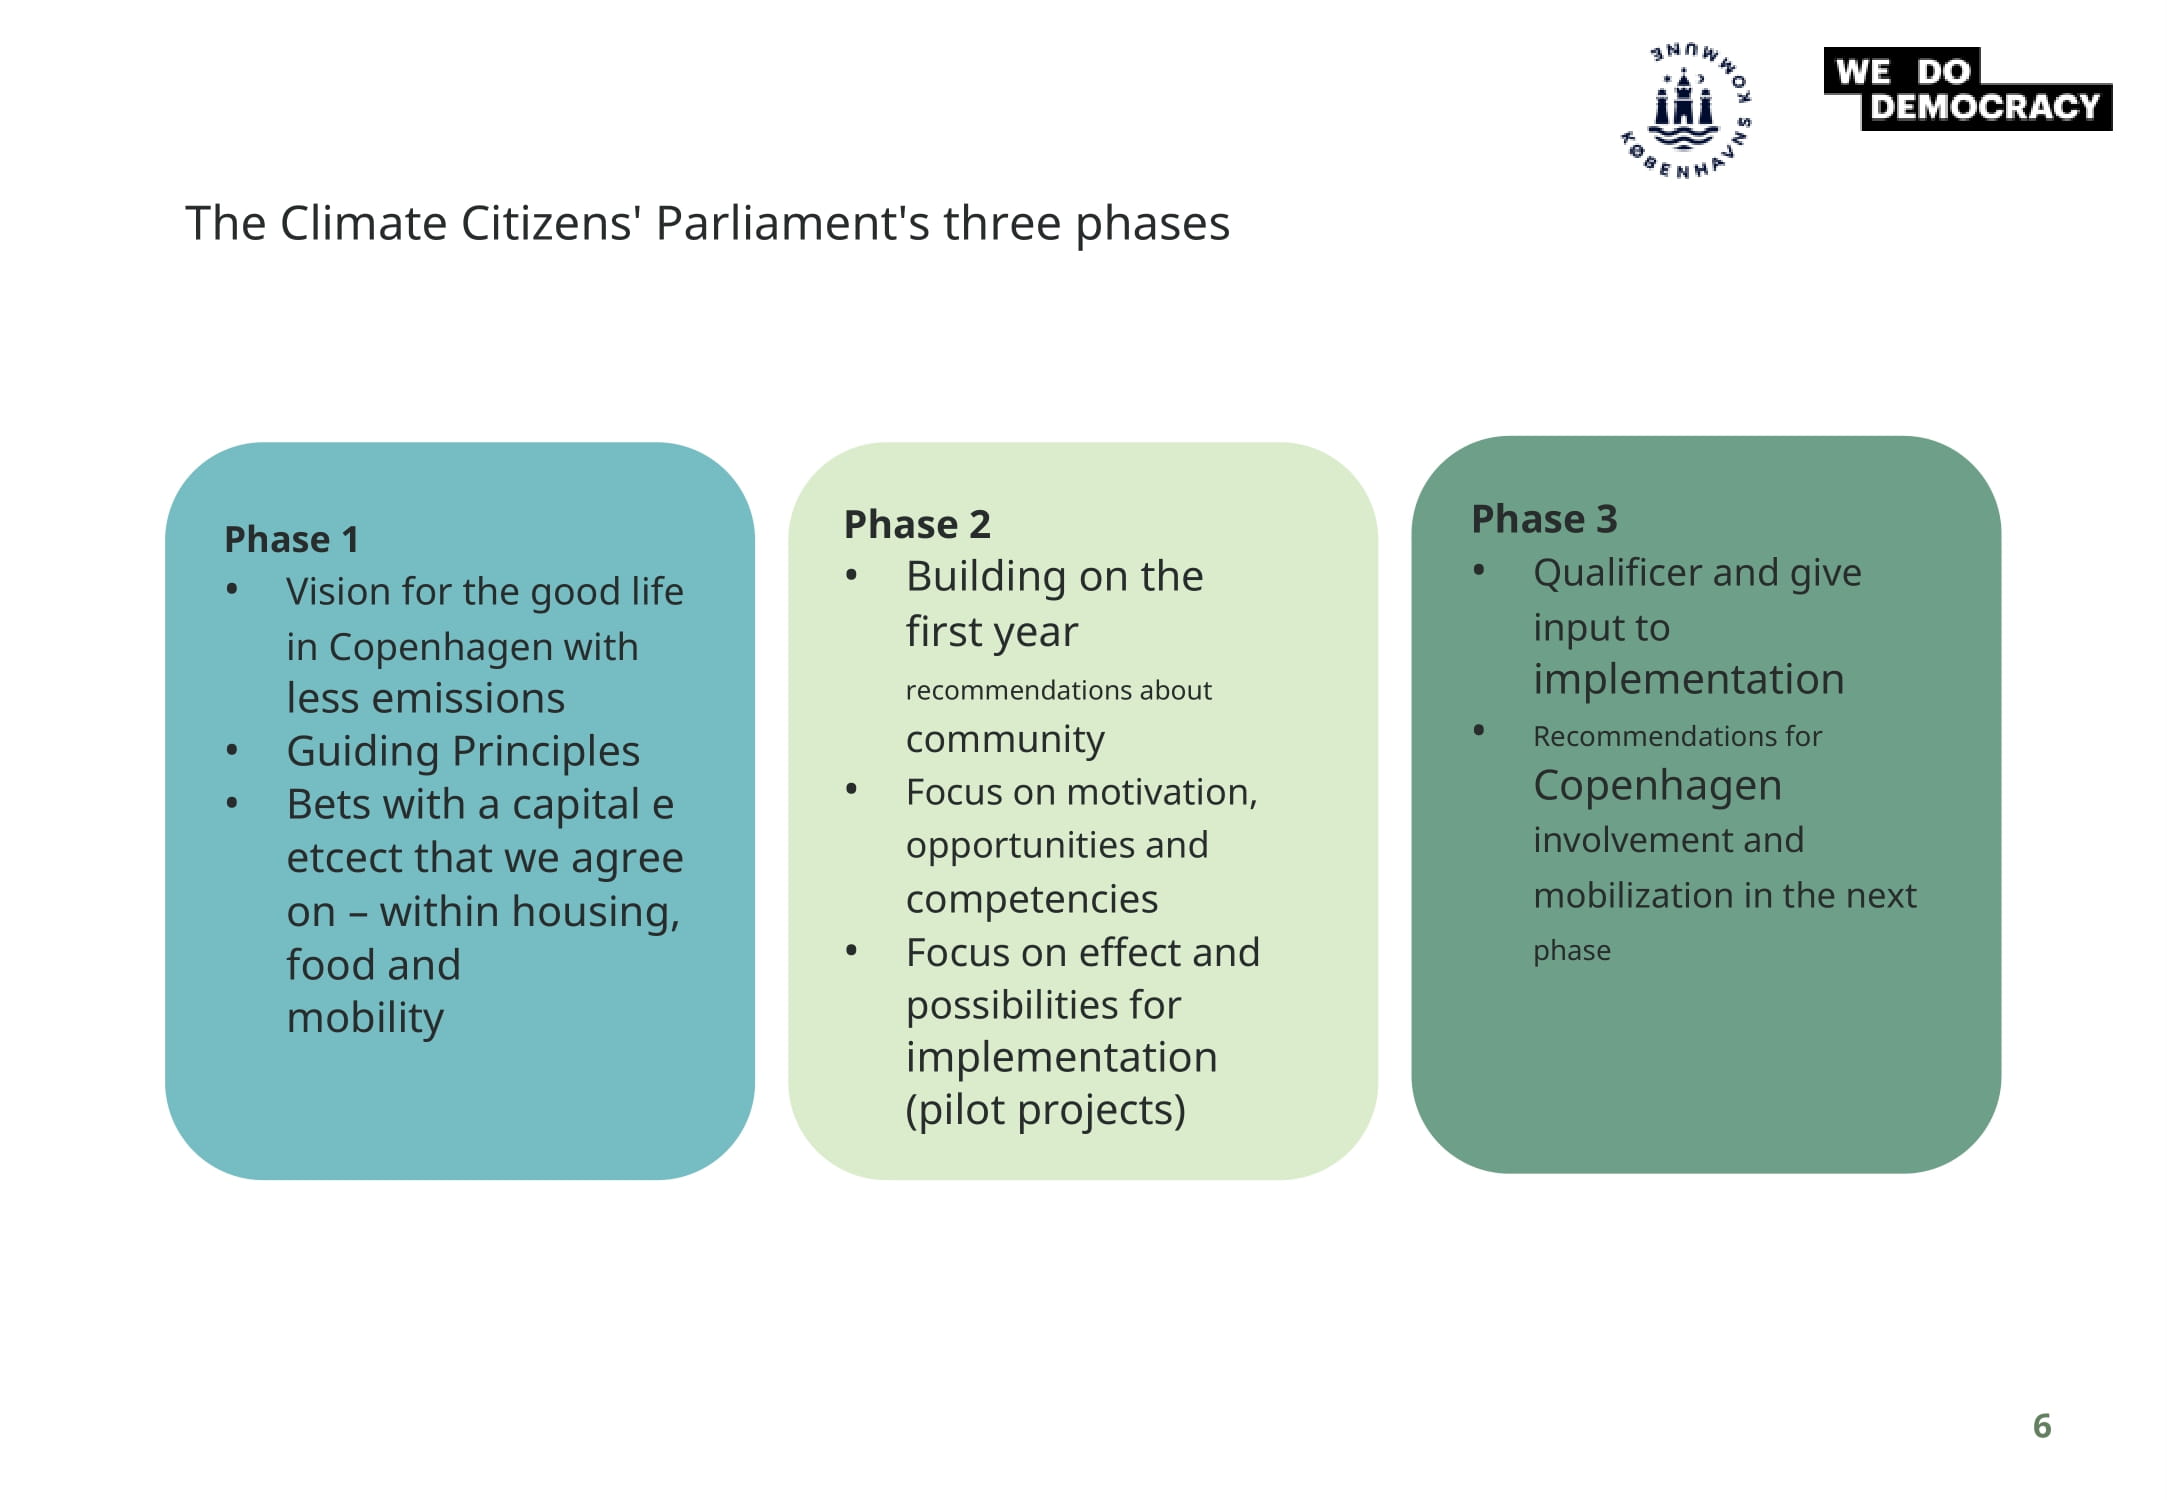 KØBENHAVNS KOMMUNE
WE DO
DEMOCRACY
The Climate Citizens' Parliament's three phases
Phase 1
• Vision for the good life
in Copenhagen with
less emissions
• Guiding Principles
• Bets with a capital e
etcect that we agree
on – within housing,
food and
mobility
Phase 2
• Building on the
first year
recommendations about
community
• Focus on motivation,
opportunities and
competencies
• Focus on effect and
possibilities for
implementation
(pilot projects)
Phase 3
• Qualificer and give
input to
implementation
• Recommendations for
Copenhagen
involvement and
mobilization in the next
phase
6